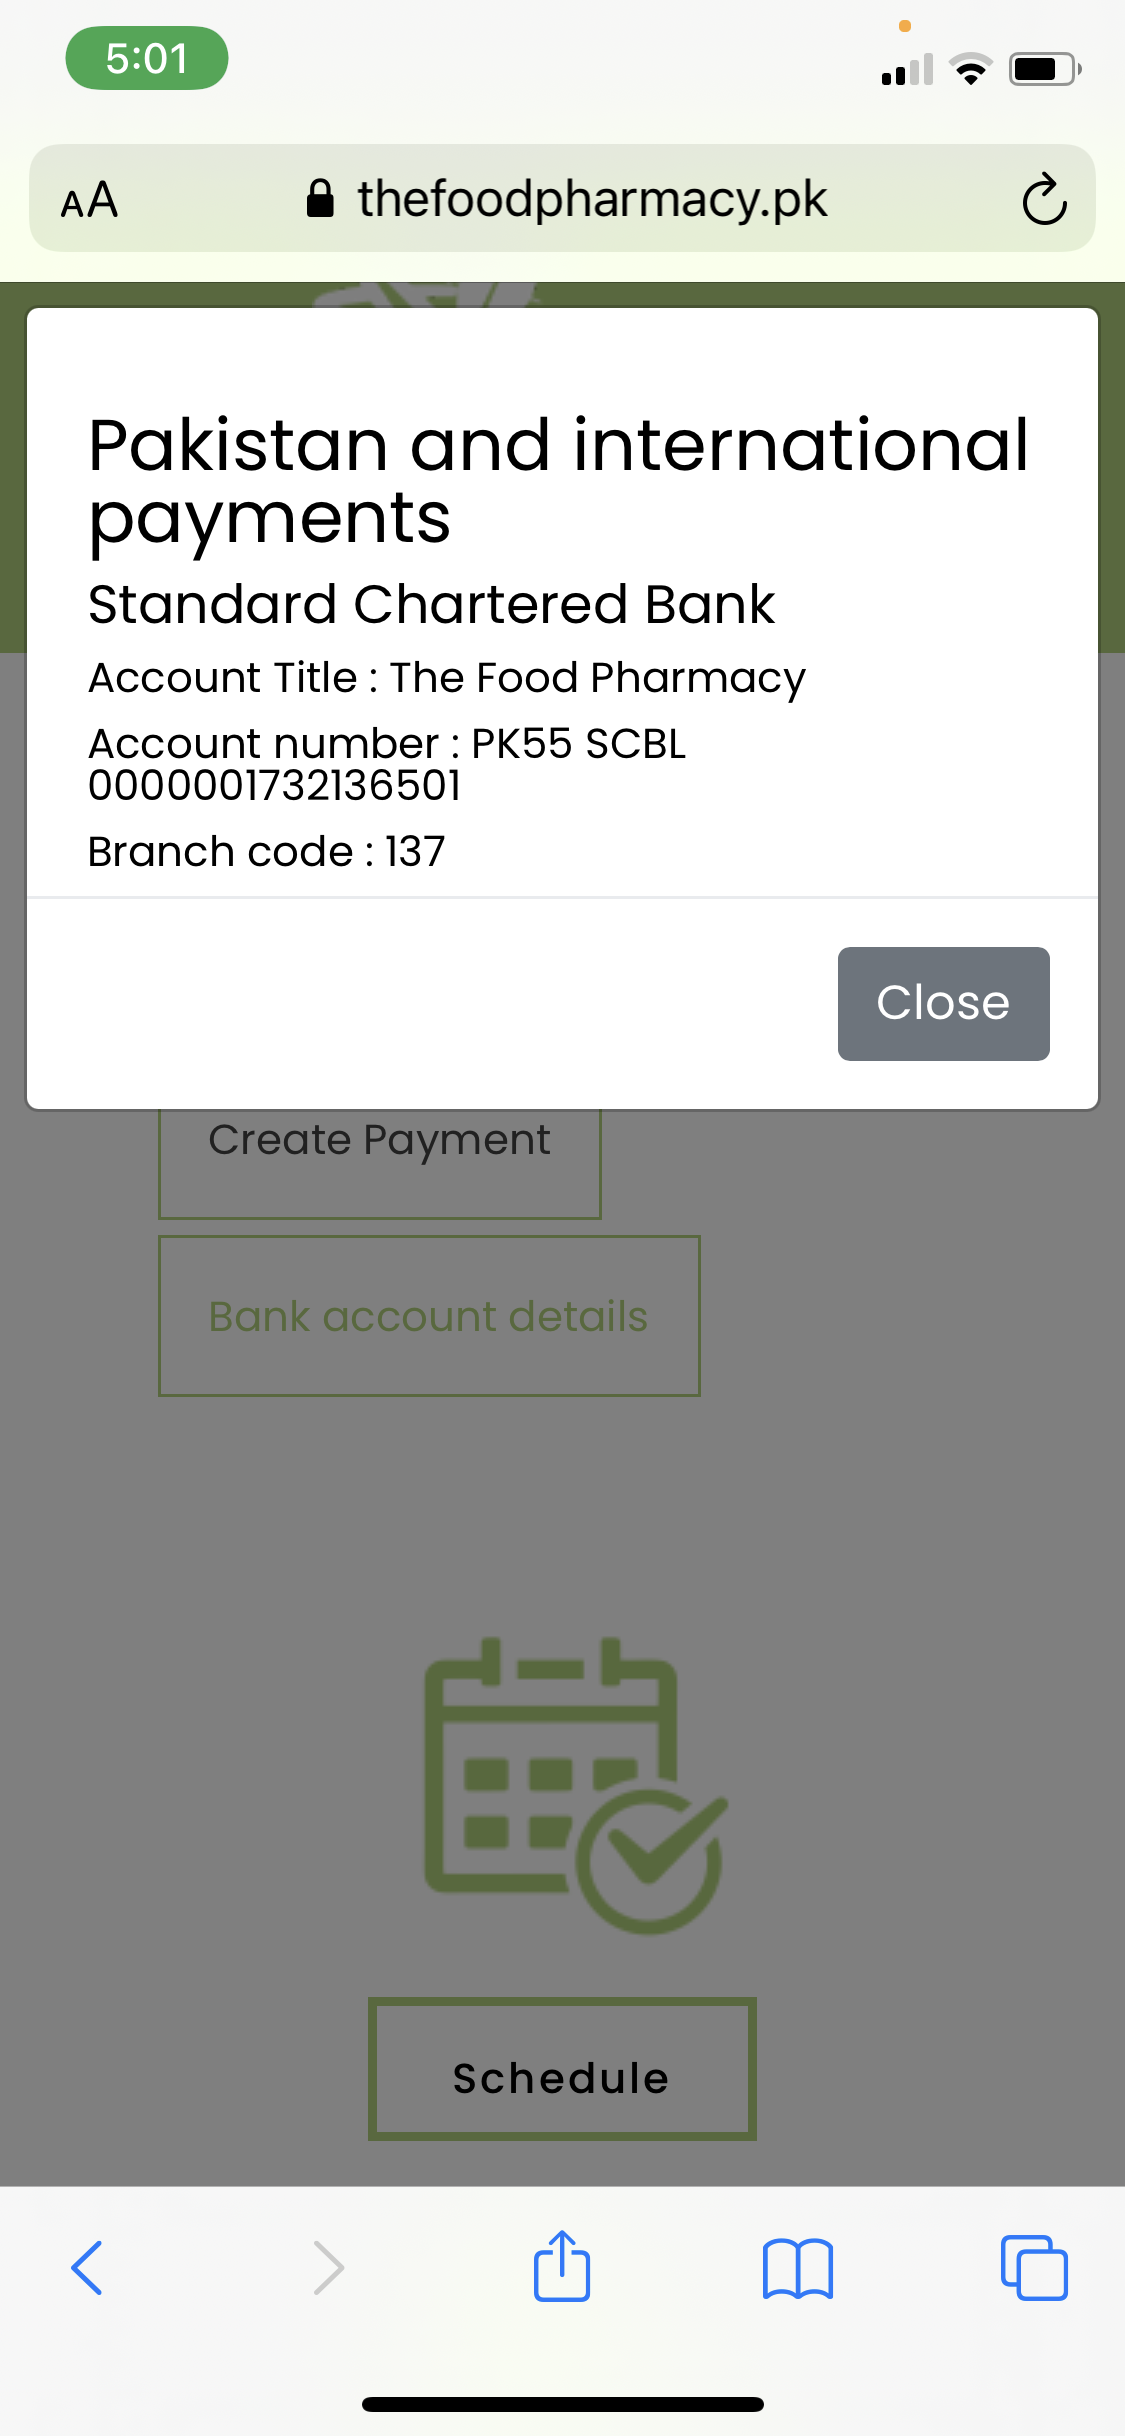 5:01
AA thefoodpharmacy.pk
Pakistan and international
payments
Standard Chartered Bank
Account Title : The Food Pharmacy
Account number : PK55 SCBL
0000001732136501
Branch code : 137
Close
Create Payment
Bank account details
Schedule